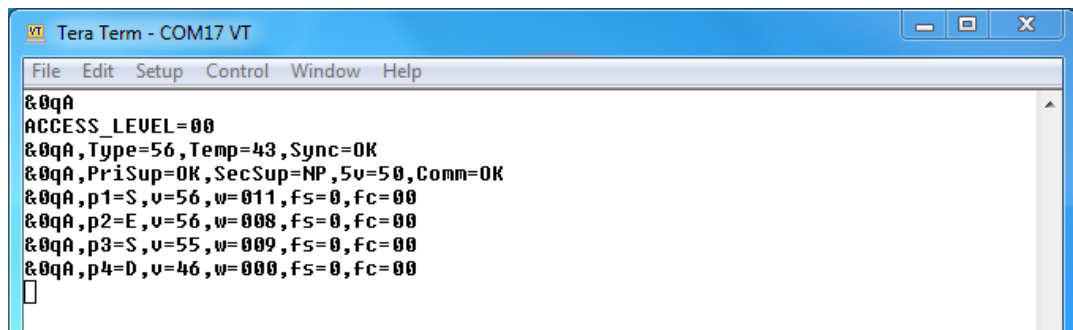 VT Tera Term - COM17 VT
File Edit Setup Control Window Help
&0qA
ACCESS_LEVEL=00
&0qA,Type=56,Temp=43,Sync=OK
&0qA,PriSup=OK,SecSup=NP,5v=50,Comm=OK
&0qA,p1=S,v=56,w=011,fs=0,fc=00
&0qA,p2=E,v=56,w=008,fs=0,fc=00
&0qA,p3=S,v=55,w=009,fs=0,fc=00
&0qA,p4=D,v=46,w=000,fs=0,fc=00